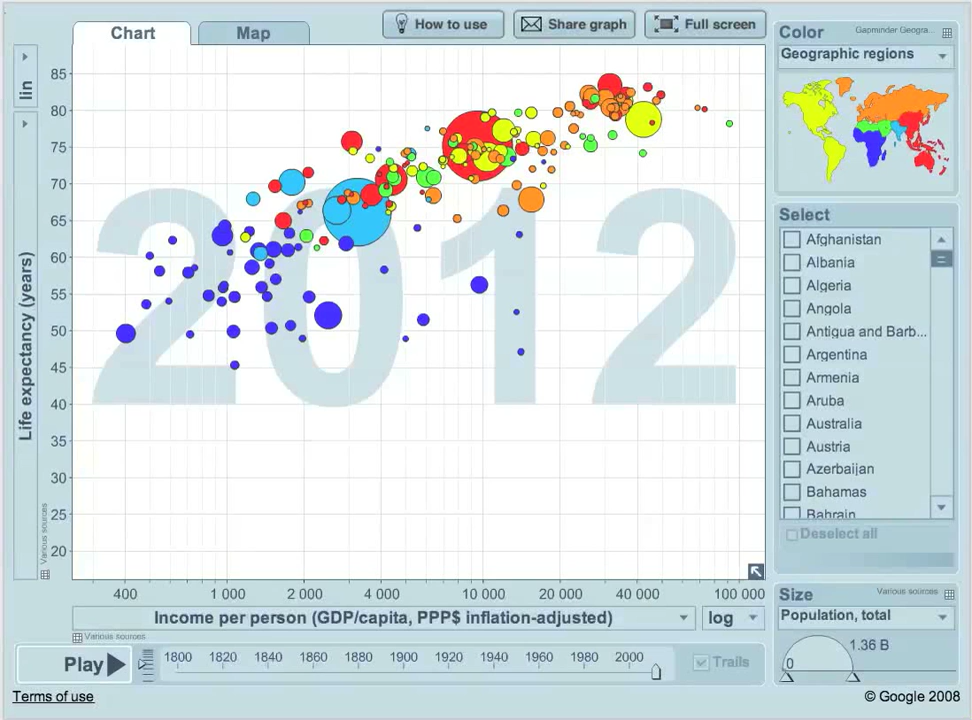 Chart
Map
How to use
Share graph
Full screen
lin
Life expectancy (years)
Various sources
85
80
75
70
65
60
55
50
45
40
35
30
25
20
2012
400
1 000
2 000
4 000
10 000
20 000
40 000
100 000
Income per person (GDP/capita, PPP$ inflation-adjusted)
log
Various sources
Play
1800
1820
1840
1860
1880
1900
1920
1940
1960
1980
2000
Trails
Terms of use
Color
Gapminder Geogra...
Geographic regions
Select
Afghanistan
Albania
Algeria
Angola
Antigua and Barb...
Argentina
Armenia
Aruba
Australia
Austria
Azerbaijan
Bahamas
Bahrain
Deselect all
Size
Various sources
Population, total
1.36 B
0
© Google 2008